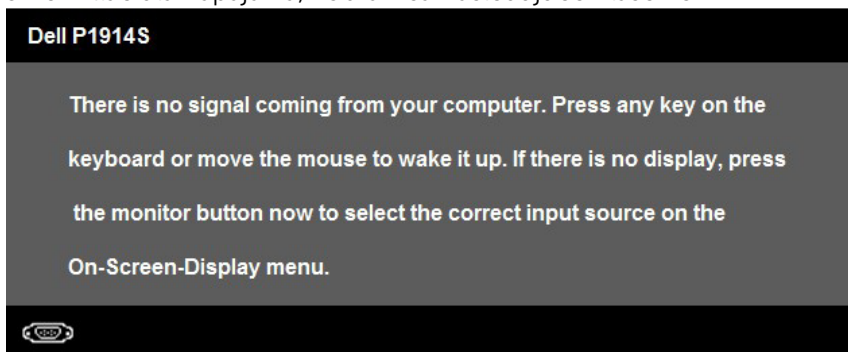 Dell P1914S
There is no signal coming from your computer. Press any key on the
keyboard or move the mouse to wake it up. If there is no display, press
the monitor button now to select the correct input source on the
On-Screen-Display menu.